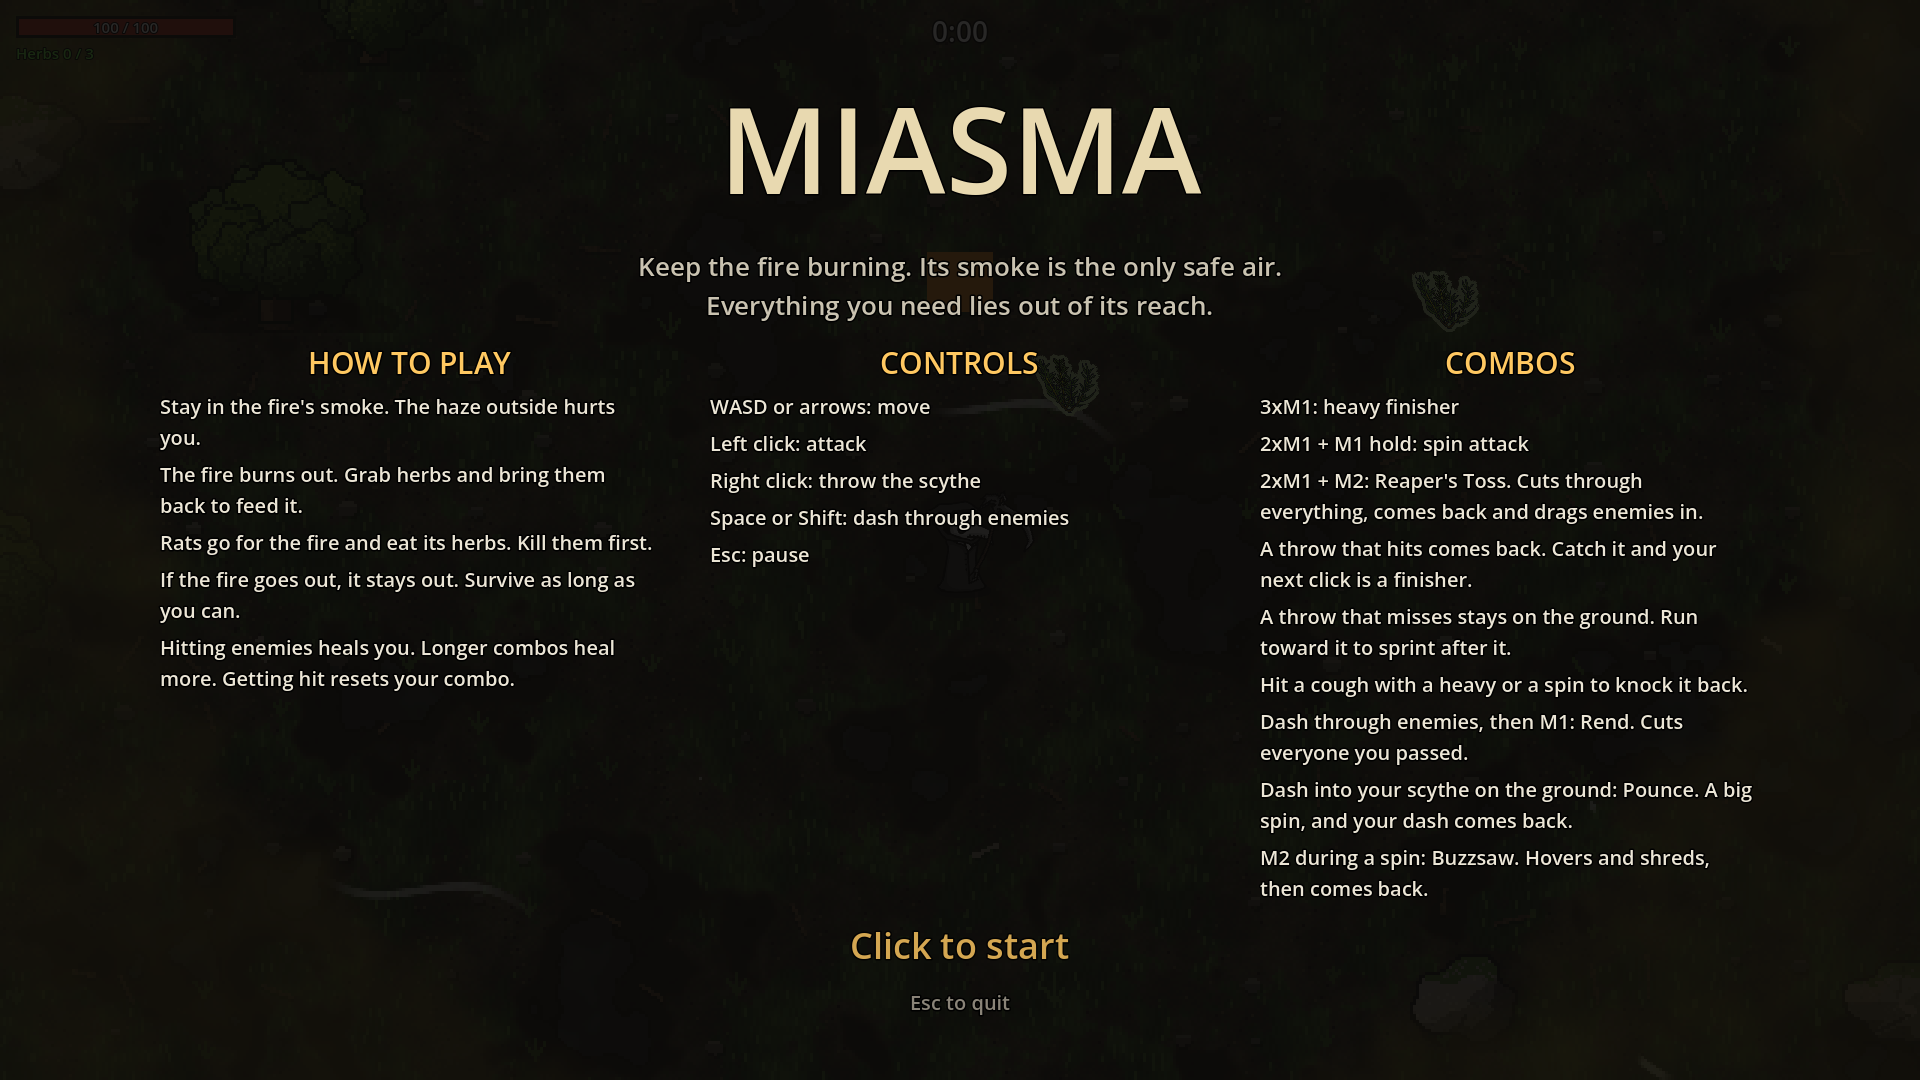 100 / 100
Herbs 0 / 3
0:00
MIASMA
Keep the fire burning. Its smoke is the only safe air.
Everything you need lies out of its reach.
HOW TO PLAY
Stay in the fire's smoke. The haze outside hurts
you.
The fire burns out. Grab herbs and bring them
back to feed it.
Rats go for the fire and eat its herbs. Kill them first.
If the fire goes out, it stays out. Survive as long as
you can.
Hitting enemies heals you. Longer combos heal
more. Getting hit resets your combo.
CONTROLS
WASD or arrows: move
Left click: attack
Right click: throw the scythe
Space or Shift: dash through enemies
Esc: pause
COMBOS
3xM1: heavy finisher
2xM1 + M1 hold: spin attack
2xM1 + M2: Reaper's Toss. Cuts through
everything, comes back and drags enemies in.
A throw that hits comes back. Catch it and your
next click is a finisher.
A throw that misses stays on the ground. Run
toward it to sprint after it.
Hit a cough with a heavy or a spin to knock it back.
Dash through enemies, then M1: Rend. Cuts
everyone you passed.
Dash into your scythe on the ground: Pounce. A big
spin, and your dash comes back.
M2 during a spin: Buzzsaw. Hovers and shreds,
then comes back.
Click to start
Esc to quit